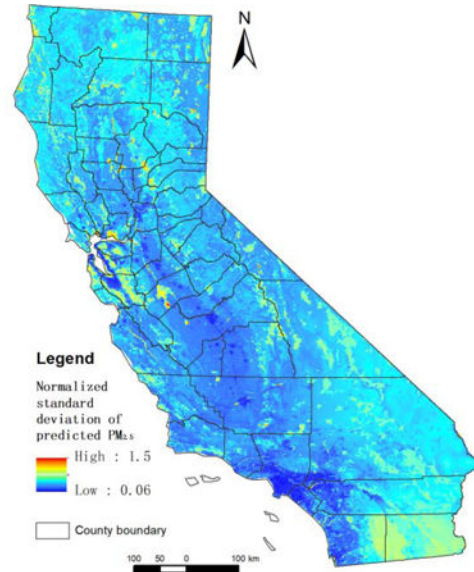 N
Legend
Normalized
standard
deviation of
predicted PM₂.₅
High : 1.5
Low : 0.06
County boundary
100 50 0 100 km